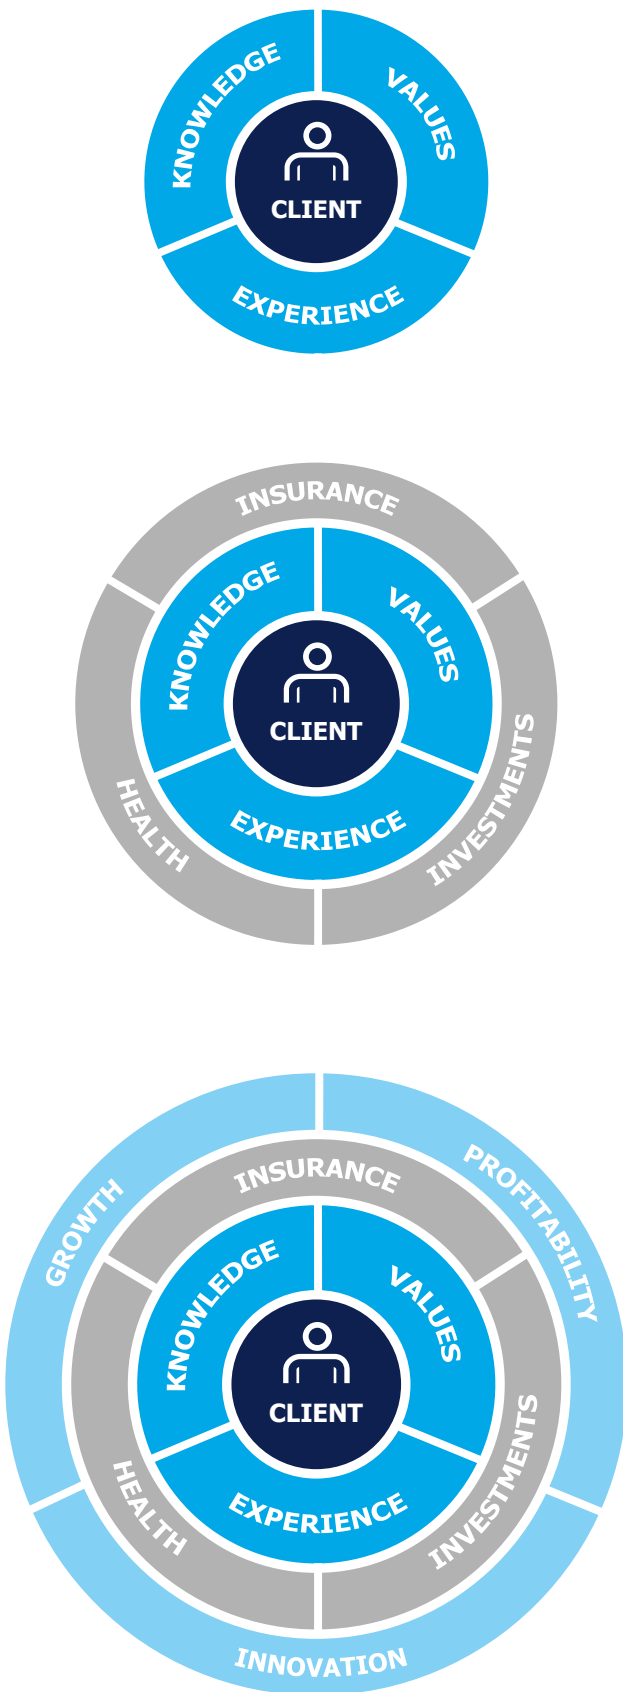 KNOWLEDGE
VALUES
CLIENT
EXPERIENCE
INSURANCE
KNOWLEDGE
VALUES
CLIENT
EXPERIENCE
HEALTH
INVESTMENTS
GROWTH
PROFITABILITY
INSURANCE
KNOWLEDGE
VALUES
CLIENT
EXPERIENCE
HEALTH
INVESTMENTS
INNOVATION